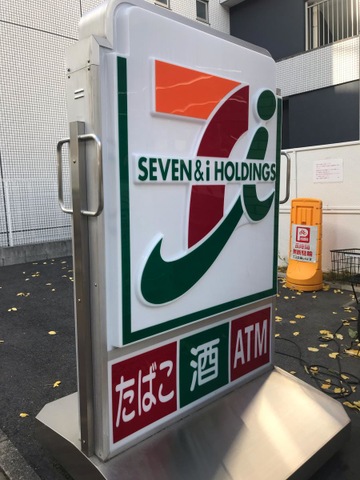 SEVEN&i HOLDINGS
たばこ 酒 ATM